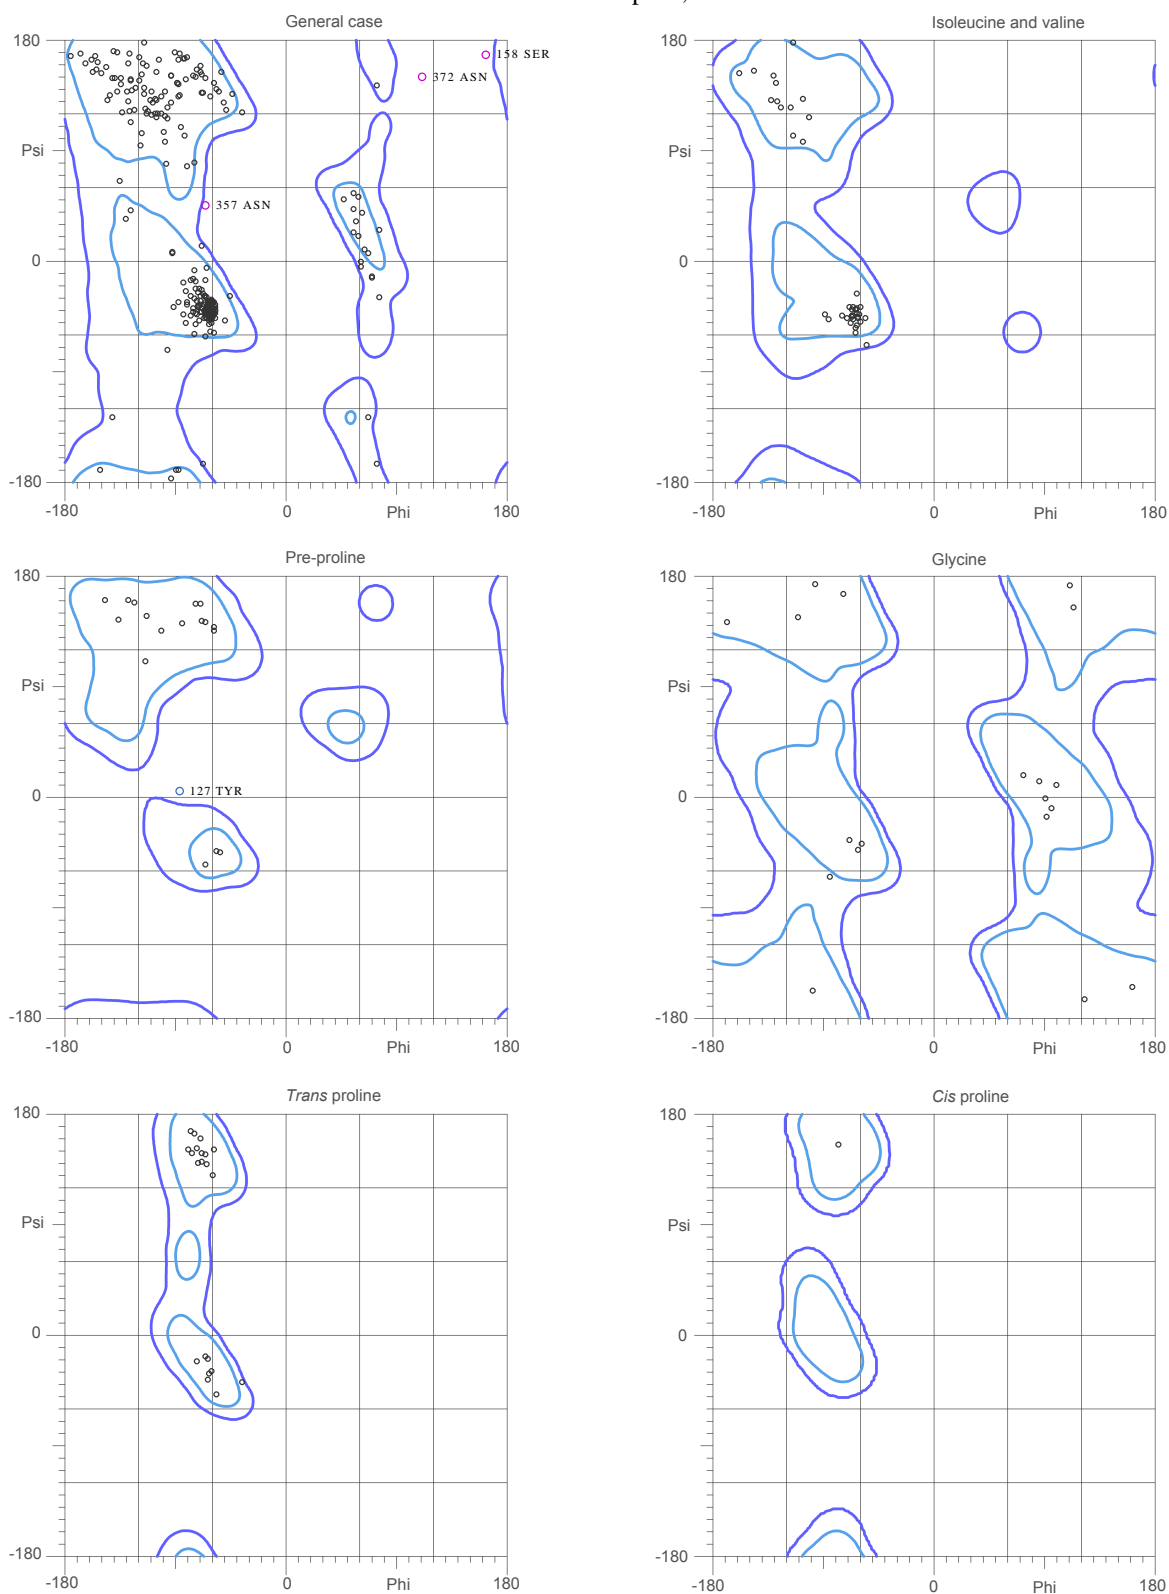 General case
180
158 SER
372 ASN
Psi
357 ASN
0
-180
-180
0
Phi
180
Isoleucine and valine
180
Psi
0
-180
-180
0
Phi
180
Pre-proline
180
Psi
127 TYR
0
-180
-180
0
Phi
180
Glycine
180
Psi
0
-180
-180
0
Phi
180
Trans proline
180
Psi
0
-180
-180
0
Phi
180
Cis proline
180
Psi
0
-180
-180
0
Phi
180